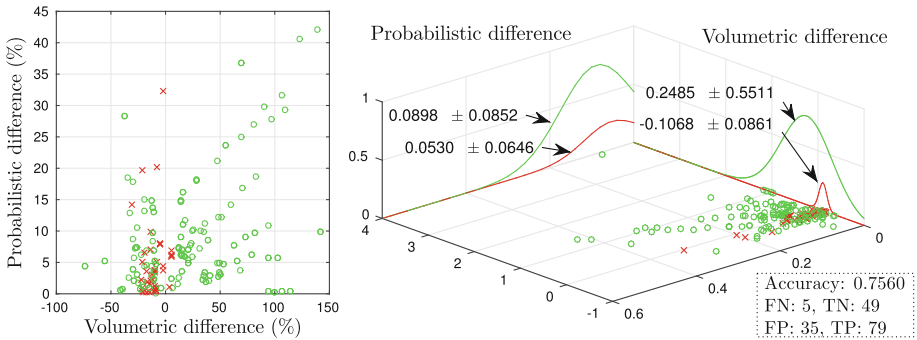 Probabilistic difference (%)
45
40
35
30
25
20
15
10
5
0
-100
-50
0
50
100
150
Volumetric difference (%)
Probabilistic difference
Volumetric difference
1
0.5
0
0.0898 ± 0.0852
0.0530 ± 0.0646
0.2485 ± 0.5511
-0.1068 ± 0.0861
4
3
2
1
0
-1
0.6
0.4
0.2
0
Accuracy: 0.7560
FN: 5, TN: 49
FP: 35, TP: 79